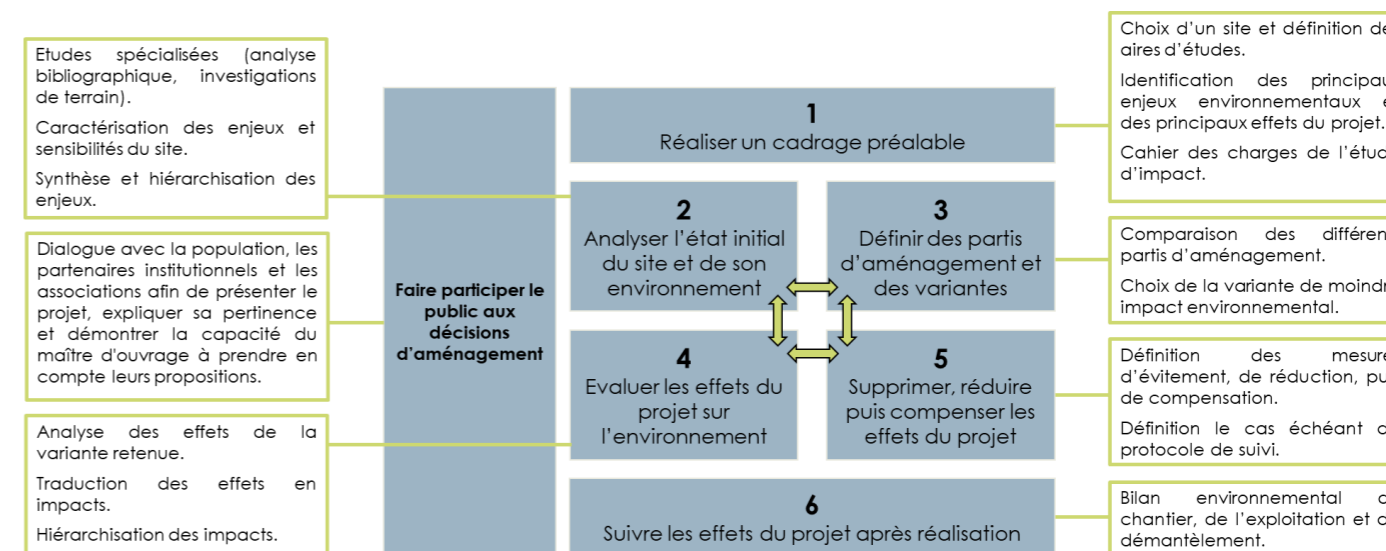 Etudes spécialisées (analyse
bibliographique, investigations
de terrain).
Caractérisation des enjeux et
sensibilités du site.
Synthèse et hiérarchisation des
enjeux.
Dialogue avec la population, les
partenaires institutionnels et les
associations afin de présenter le
projet, expliquer sa pertinence
et démontrer la capacité du
maître d'ouvrage à prendre en
compte leurs propositions.
Analyse des effets de la
variante retenue.
Traduction des effets en
impacts.
Hiérarchisation des impacts.
Faire participer le
public aux
décisions
d'aménagement
1
Réaliser un cadrage préalable
2
Analyser l'état initial
du site et de son
environnement
3
Définir des partis
d'aménagement et
des variantes
4
Evaluer les effets du
projet sur
l'environnement
5
Supprimer, réduire
puis compenser les
effets du projet
6
Suivre les effets du projet après réalisation
Choix d'un site et définition
aires d'études.
Identification des
enjeux environnementaux
des principaux effets du projet.
Cahier des charges de
d'impact.
Comparaison des
partis d'aménagement.
Choix de la variante de
impact environnemental.
Définition des
d'évitement, de réduction,
de compensation.
Définition le cas échéant
protocole de suivi.
Bilan environnemental
chantier, de l'exploitation et
démantèlement.